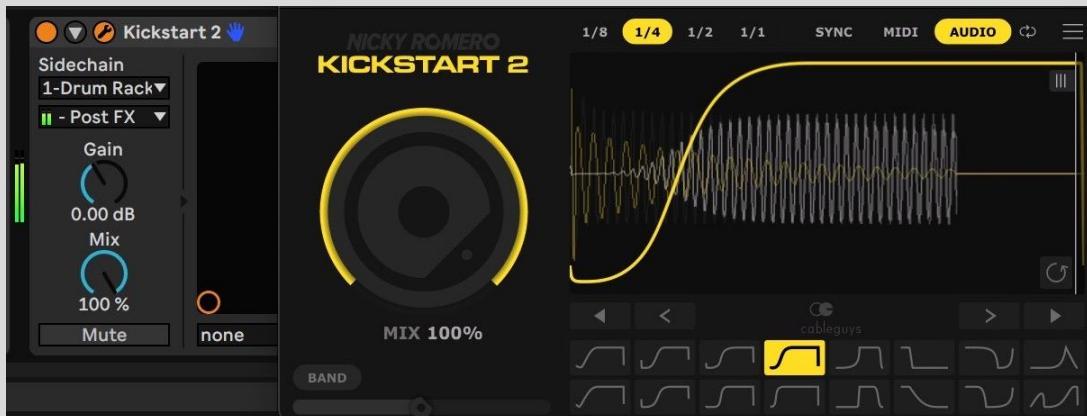 Kickstart 2
Sidechain
1-Drum Rack
- Post FX
Gain
0.00 dB
Mix
100 %
Mute
none
NICKY ROMERO
KICKSTART 2
MIX 100%
BAND
1/8 1/4 1/2 1/1 SYNC MIDI AUDIO
cableguys